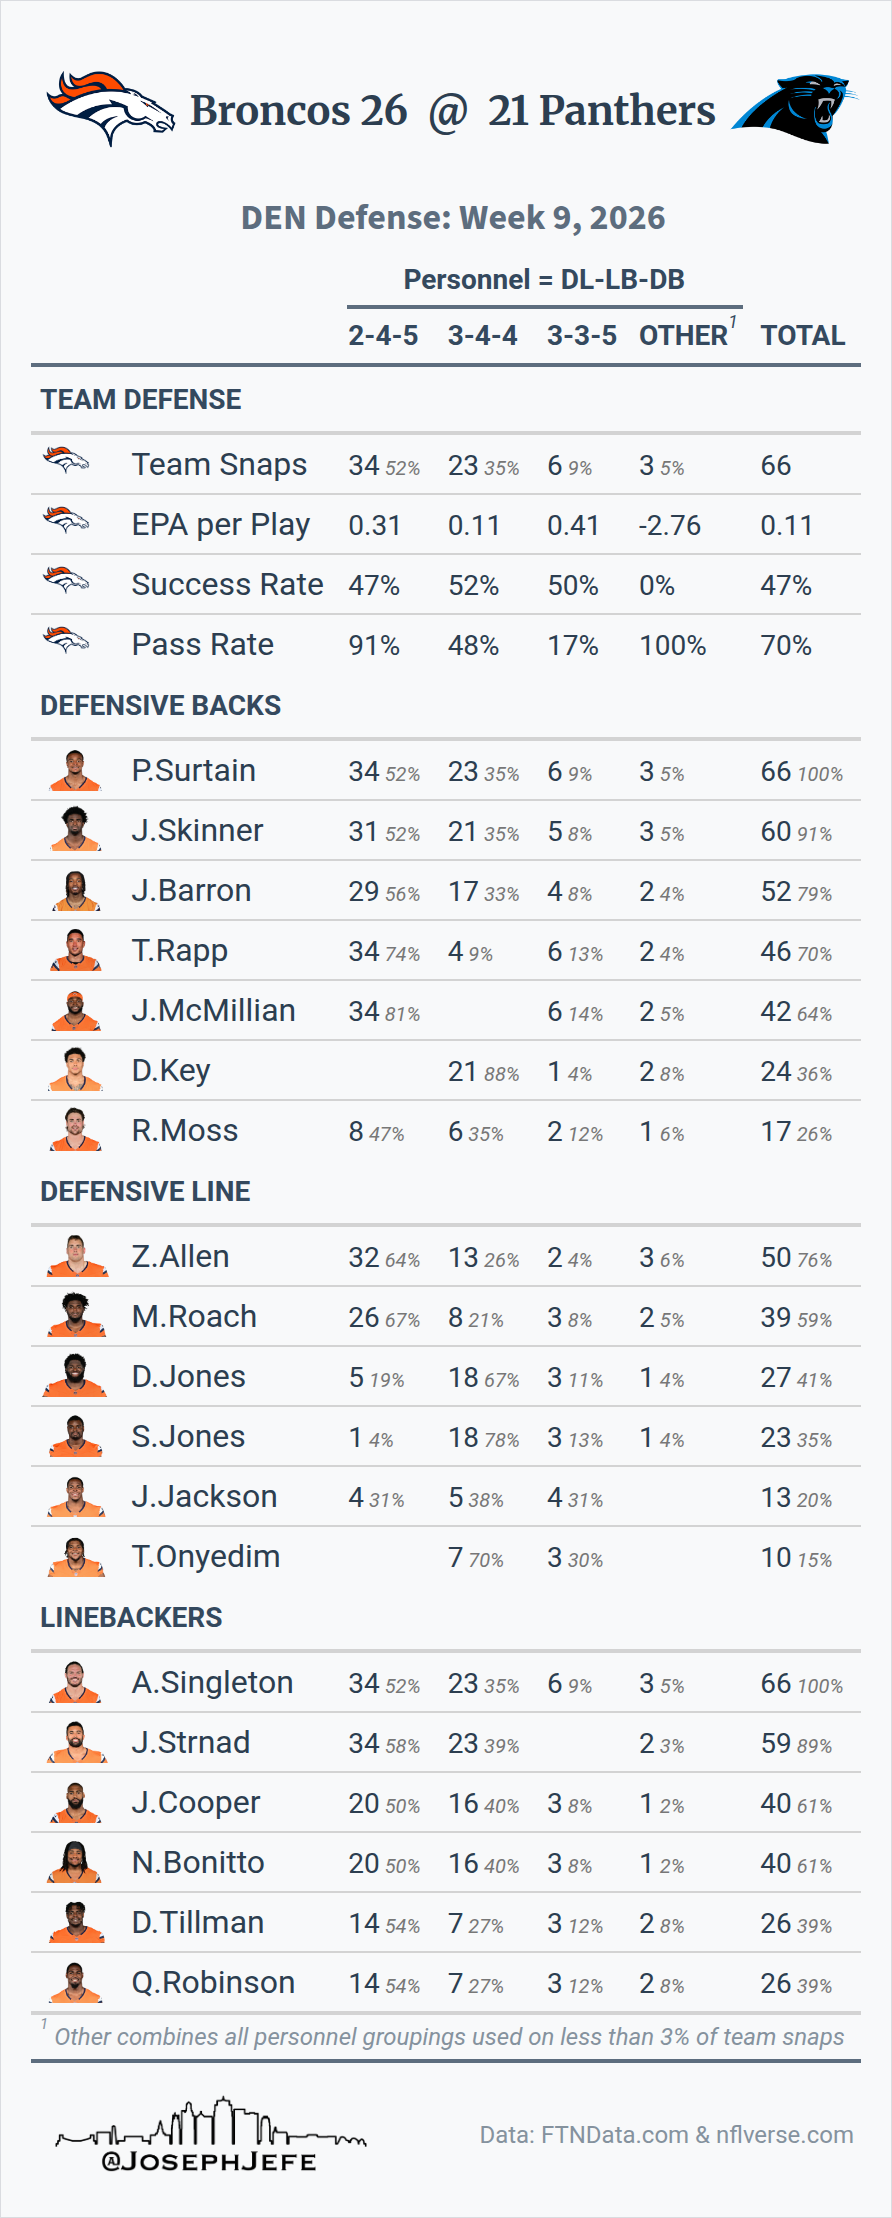 Broncos 26 @ 21 Panthers
DEN Defense: Week 9, 2026
Personnel = DL-LB-DB
2-4-5 3-4-4 3-3-5 OTHER1 TOTAL
TEAM DEFENSE
Team Snaps 34 52% 23 35% 6 9% 3 5% 66
EPA per Play 0.31 0.11 0.41 -2.76 0.11
Success Rate 47% 52% 50% 0% 47%
Pass Rate 91% 48% 17% 100% 70%
DEFENSIVE BACKS
P.Surtain 34 52% 23 35% 6 9% 3 5% 66 100%
J.Skinner 31 52% 21 35% 5 8% 3 5% 60 91%
J.Barron 29 56% 17 33% 4 8% 2 4% 52 79%
T.Rapp 34 74% 4 9% 6 13% 2 4% 46 70%
J.McMillian 34 81% 6 14% 2 5% 42 64%
D.Key 21 88% 1 4% 2 8% 24 36%
R.Moss 8 47% 6 35% 2 12% 1 6% 17 26%
DEFENSIVE LINE
Z.Allen 32 64% 13 26% 2 4% 3 6% 50 76%
M.Roach 26 67% 8 21% 3 8% 2 5% 39 59%
D.Jones 5 19% 18 67% 3 11% 1 4% 27 41%
S.Jones 1 4% 18 78% 3 13% 1 4% 23 35%
J.Jackson 4 31% 5 38% 4 31% 13 20%
T.Onyedim 7 70% 3 30% 10 15%
LINEBACKERS
A.Singleton 34 52% 23 35% 6 9% 3 5% 66 100%
J.Strnad 34 58% 23 39% 2 3% 59 89%
J.Cooper 20 50% 16 40% 3 8% 1 2% 40 61%
N.Bonitto 20 50% 16 40% 3 8% 1 2% 40 61%
D.Tillman 14 54% 7 27% 3 12% 2 8% 26 39%
Q.Robinson 14 54% 7 27% 3 12% 2 8% 26 39%
1 Other combines all personnel groupings used on less than 3% of team snaps
@JOSEPHJEFE
Data: FTNData.com & nflverse.com